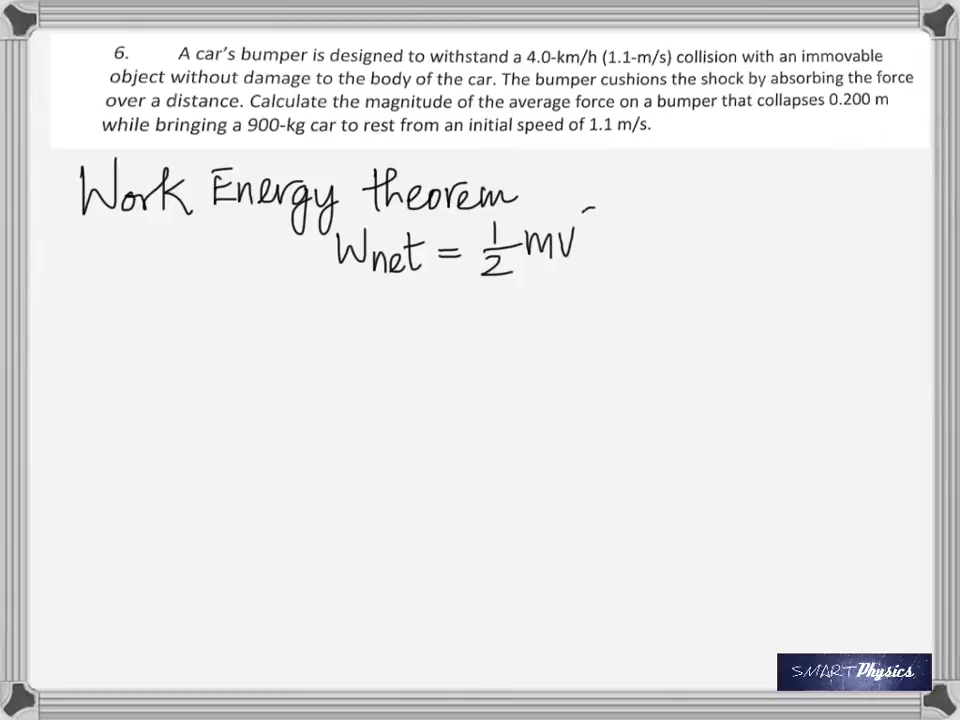 6. A car's bumper is designed to withstand a 4.0-km/h (1.1-m/s) collision with an immovable
object without damage to the body of the car. The bumper cushions the shock by absorbing the force
over a distance. Calculate the magnitude of the average force on a bumper that collapses 0.200 m
while bringing a 900-kg car to rest from an initial speed of 1.1 m/s.
Work Energy theorem
Wnet = 1/2 mv
SMART Physics